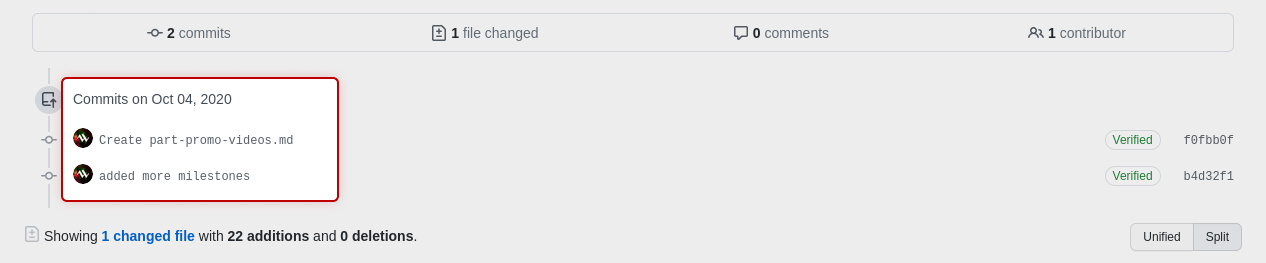 2 commits 1 file changed 0 comments 1 contributor
Commits on Oct 04, 2020
Create part-promo-videos.md Verified f0fbb0f
added more milestones Verified b4d32f1
Showing 1 changed file with 22 additions and 0 deletions. Unified Split